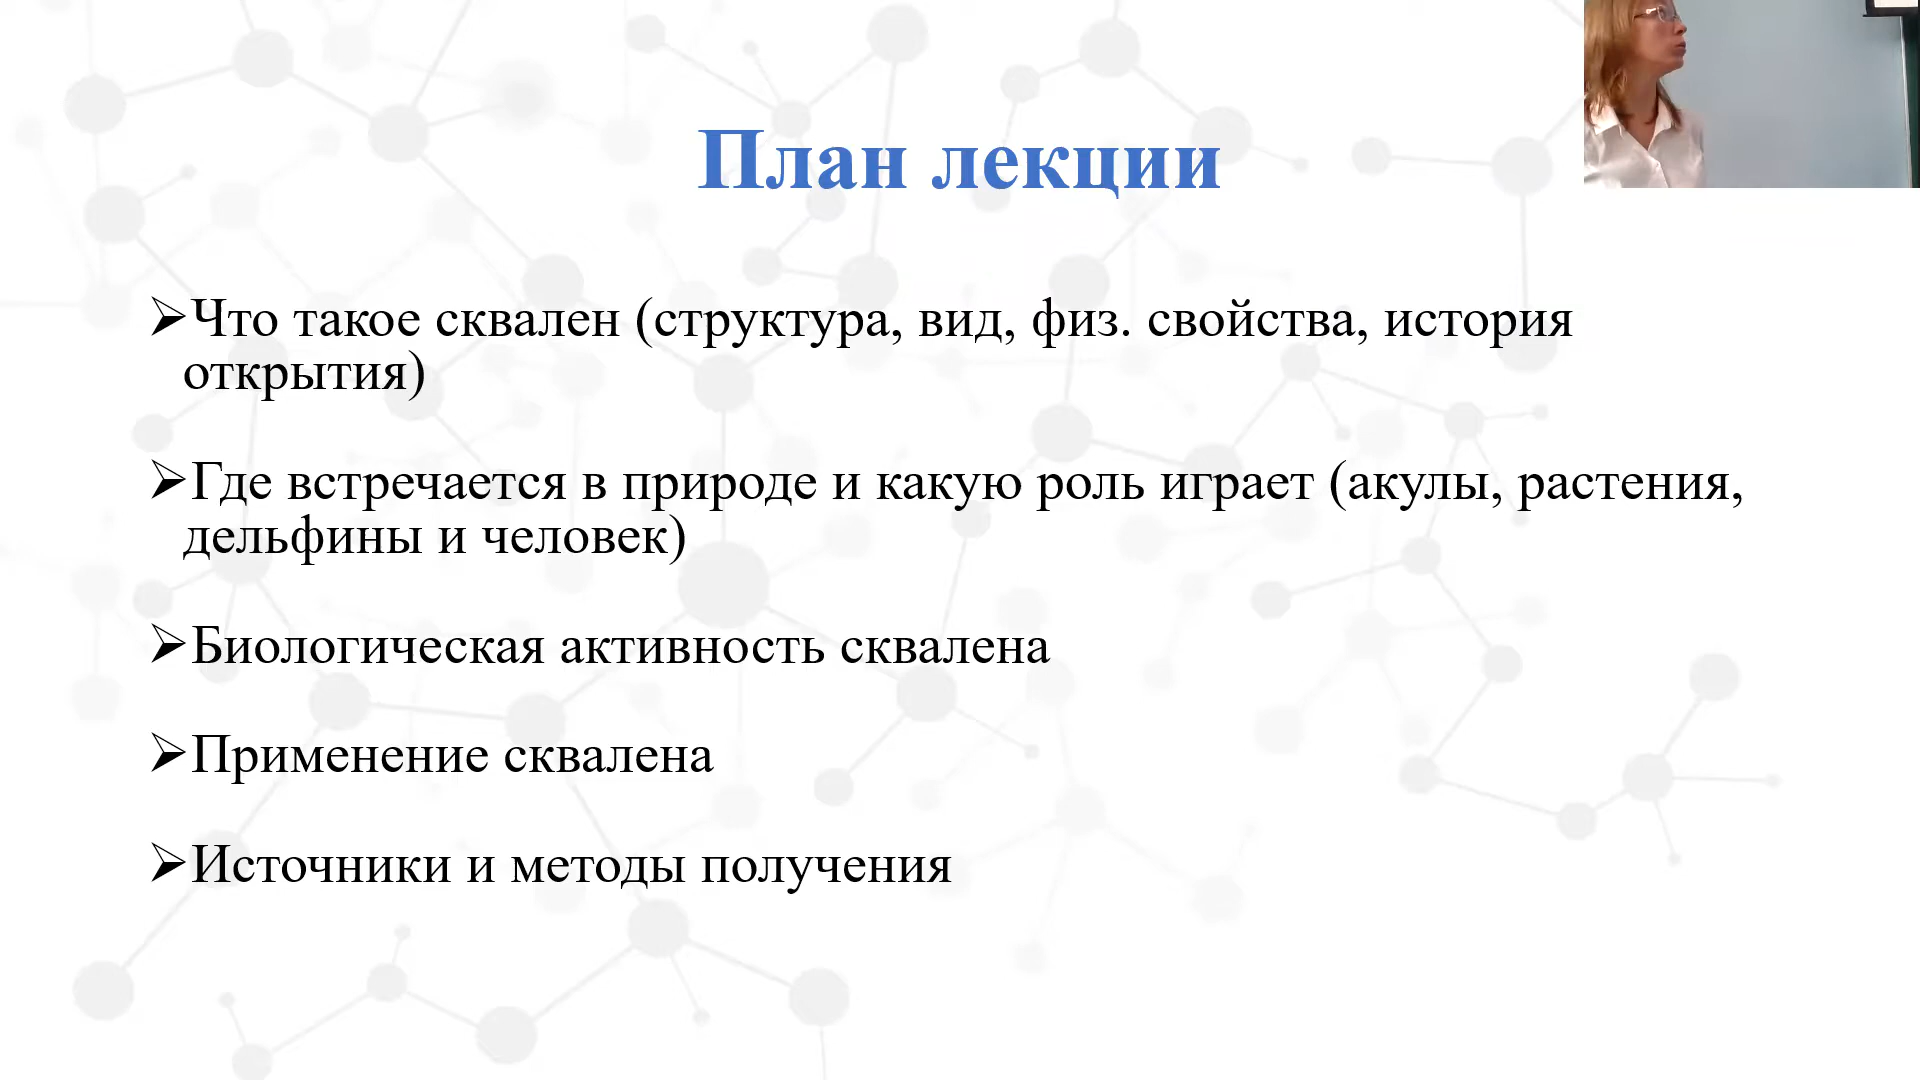 План лекции
➢Что такое сквален (структура, вид, физ. свойства, история
открытия)
➢Где встречается в природе и какую роль играет (акулы, растения,
дельфины и человек)
➢Биологическая активность сквалена
➢Применение сквалена
➢Источники и методы получения